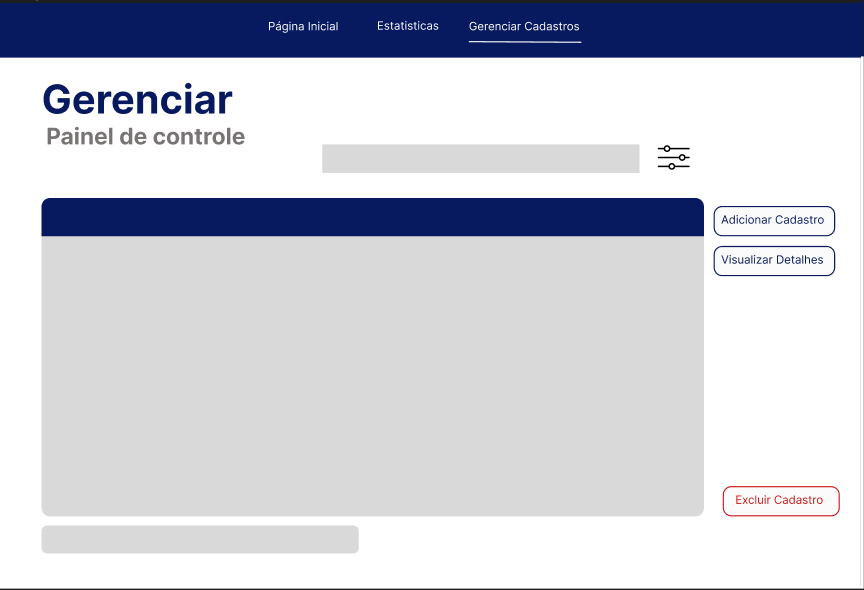 Página Inicial
Estatisticas
Gerenciar Cadastros
Gerenciar
Painel de controle
Adicionar Cadastro
Visualizar Detalhes
Excluir Cadastro